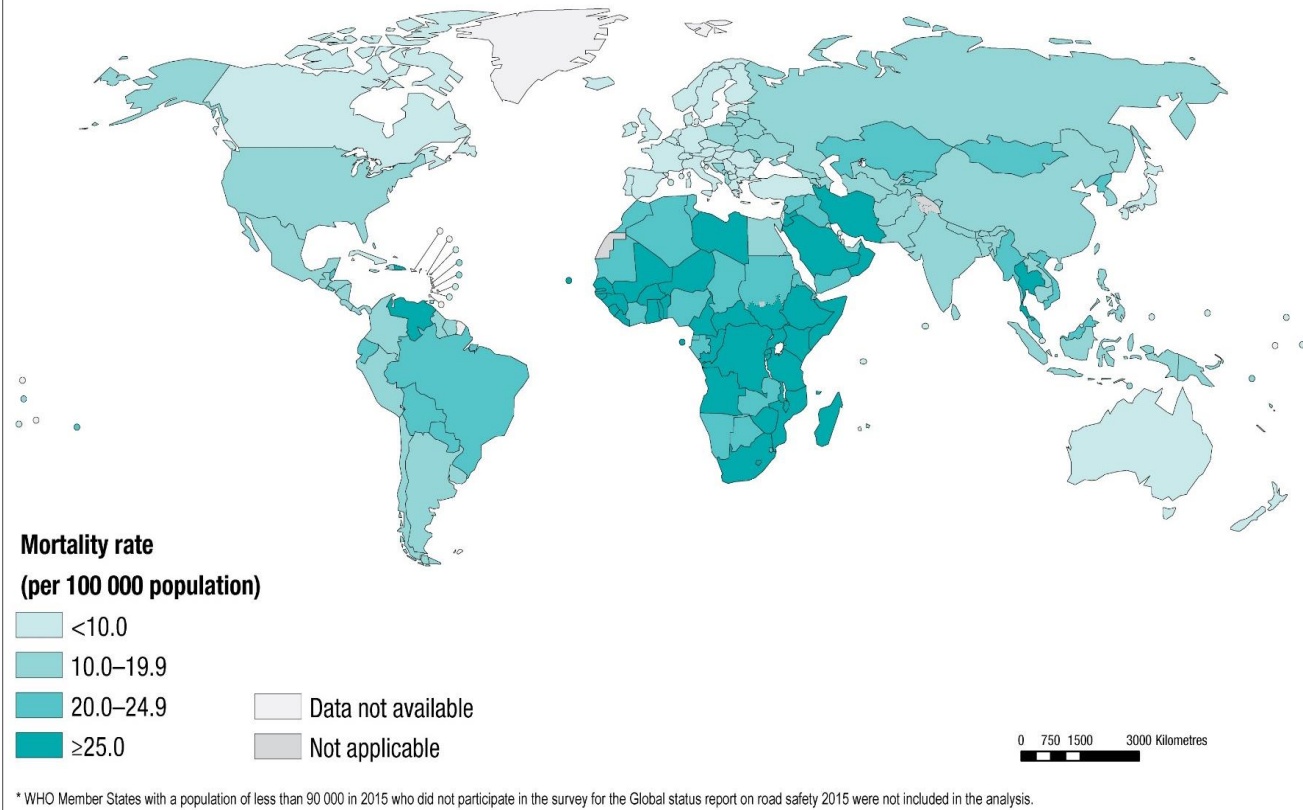 Mortality rate
(per 100 000 population)
<10.0
10.0–19.9
20.0–24.9
≥25.0
Data not available
Not applicable
0 750 1500 3000 Kilometres
* WHO Member States with a population of less than 90 000 in 2015 who did not participate in the survey for the Global status report on road safety 2015 were not included in the analysis.